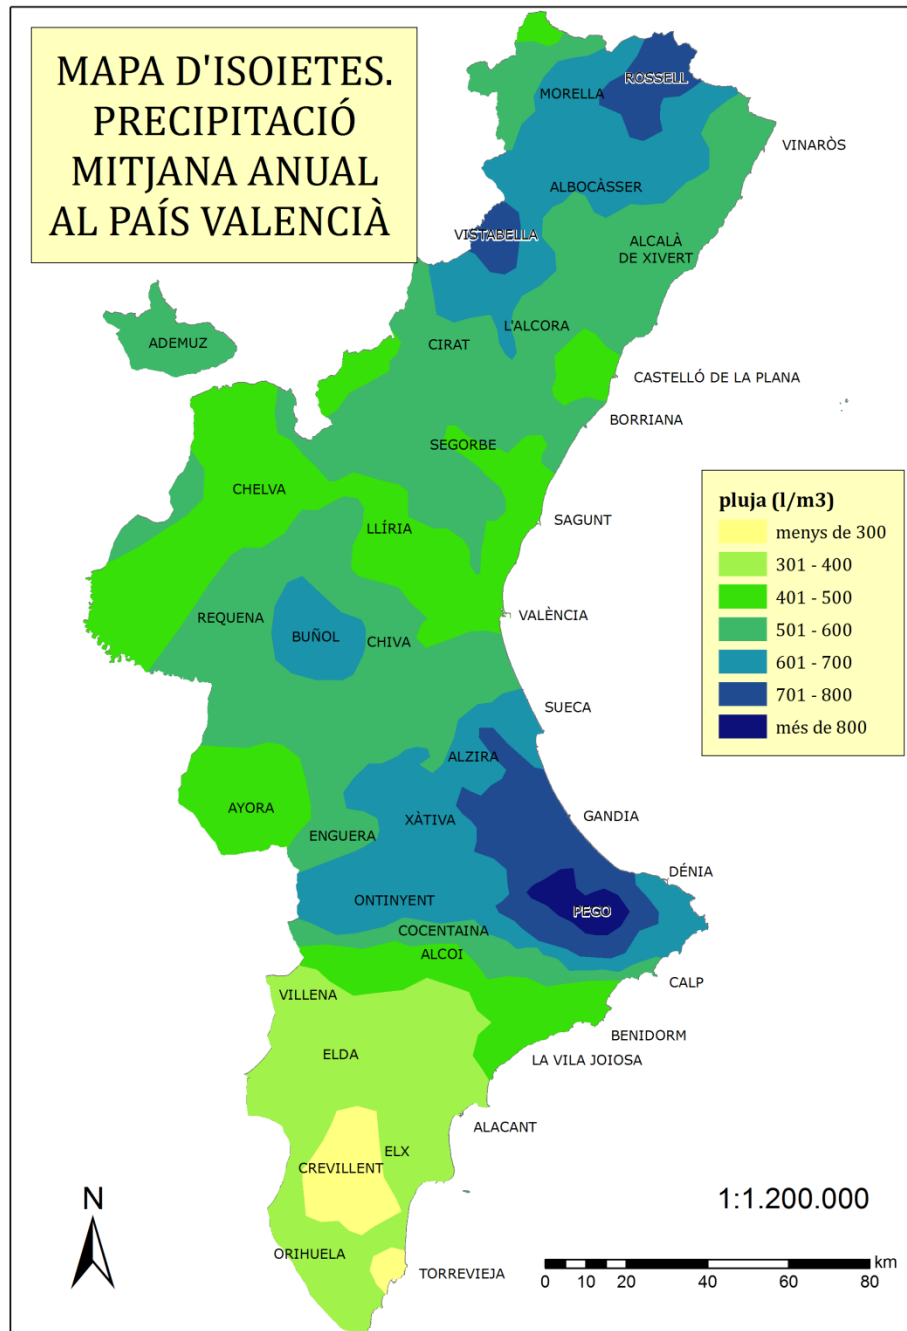 MAPA D'ISOIETES.
PRECIPITACIÓ
MITJANA ANUAL
AL PAÍS VALENCIÀ
ROSSELL
MORELLA
VINARÒS
ALBOCÀSSER
VISTABELLA
ALCALÀ
DE XIVERT
L'ALCORA
ADEMUZ
CIRAT
CASTELLÓ DE LA PLANA
BORRIANA
SEGORBE
CHELVA
LLÍRIA
SAGUNT
pluja (l/m3)
menys de 300
301 - 400
401 - 500
501 - 600
601 - 700
701 - 800
més de 800
REQUENA
VALÈNCIA
BUÑOL
CHIVA
SUECA
ALZIRA
AYORA
GANDIA
XÀTIVA
ENGUERA
DÉNIA
ONTINYENT
PEGO
COCENTAINA
ALCOI
CALP
VILLENA
BENIDORM
ELDA
LA VILA JOIOSA
ALACANT
ELX
CREVILLENT
N
1:1.200.000
ORIHUELA
TORREVIEJA
km
0 10 20 40 60 80